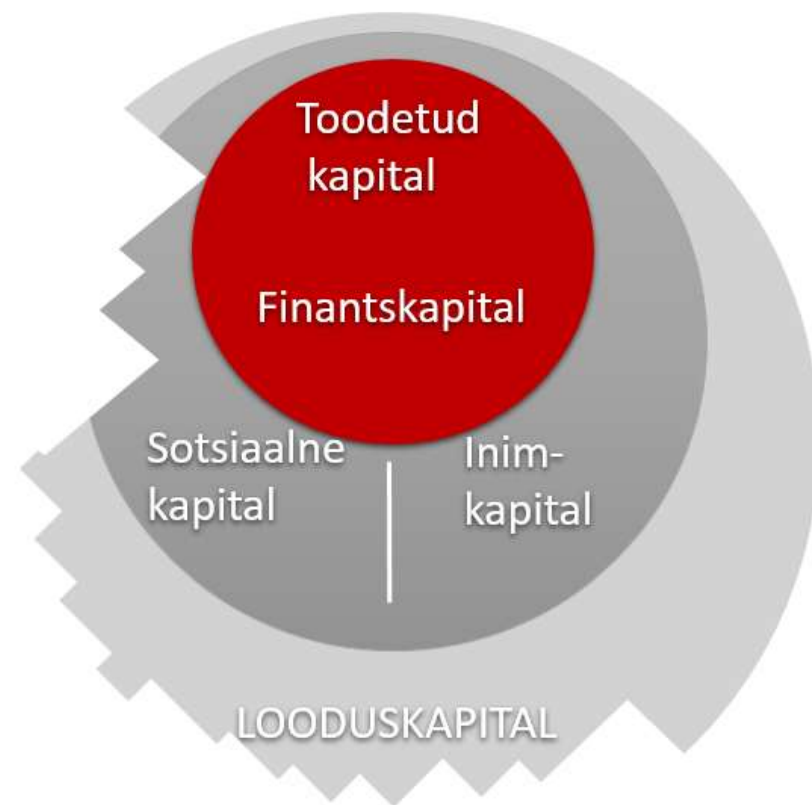 Toodetud
kapital
Finantskapital
Sotsiaalne
kapital
Inim-
kapital
LOODUSKAPITAL